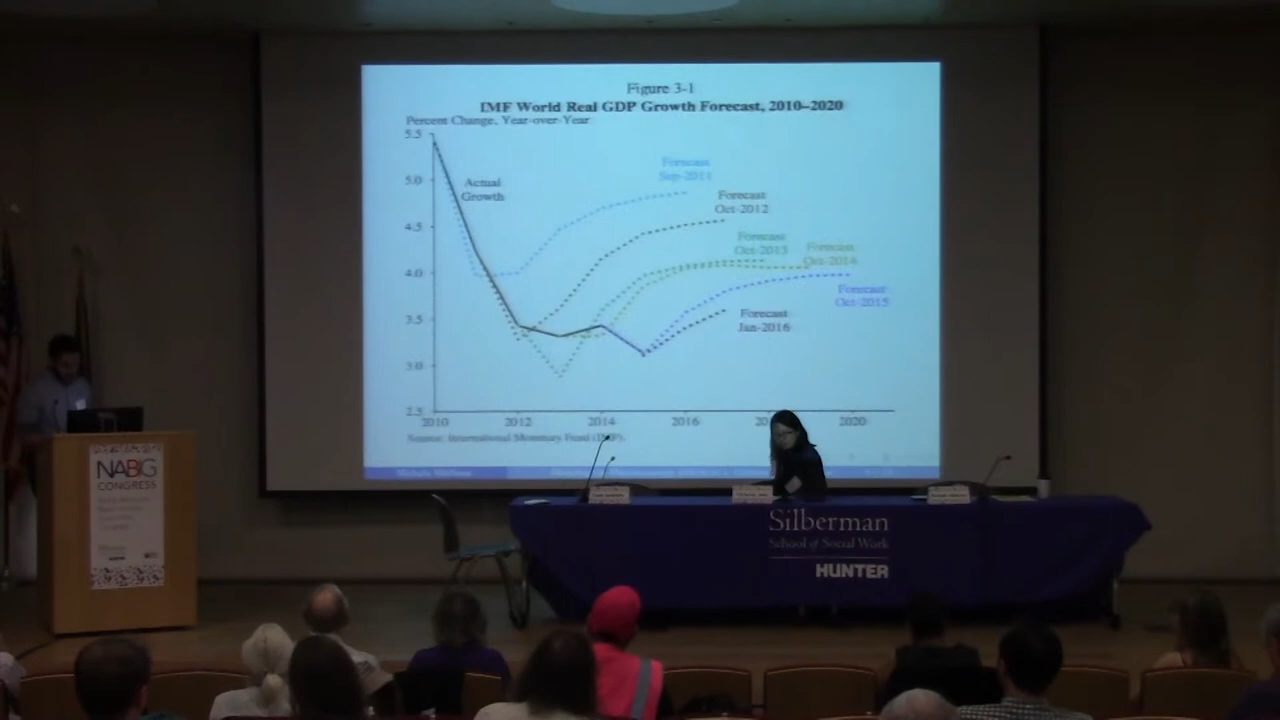 Figure 3-1
IMF World Real GDP Growth Forecast, 2010–2020
Percent Change, Year-over-Year
5.5
5.0
4.5
4.0
3.5
3.0
2.5
Actual
Growth
Forecast
Sep-2011
Forecast
Oct-2012
Forecast
Oct-2013
Forecast
Oct-2014
Forecast
Oct-2015
Forecast
Jan-2016
2010
2012
2014
2016
2020
Source: International Monetary Fund (IMF).
NABIG
CONGRESS
Silberman
School of Social Work
HUNTER